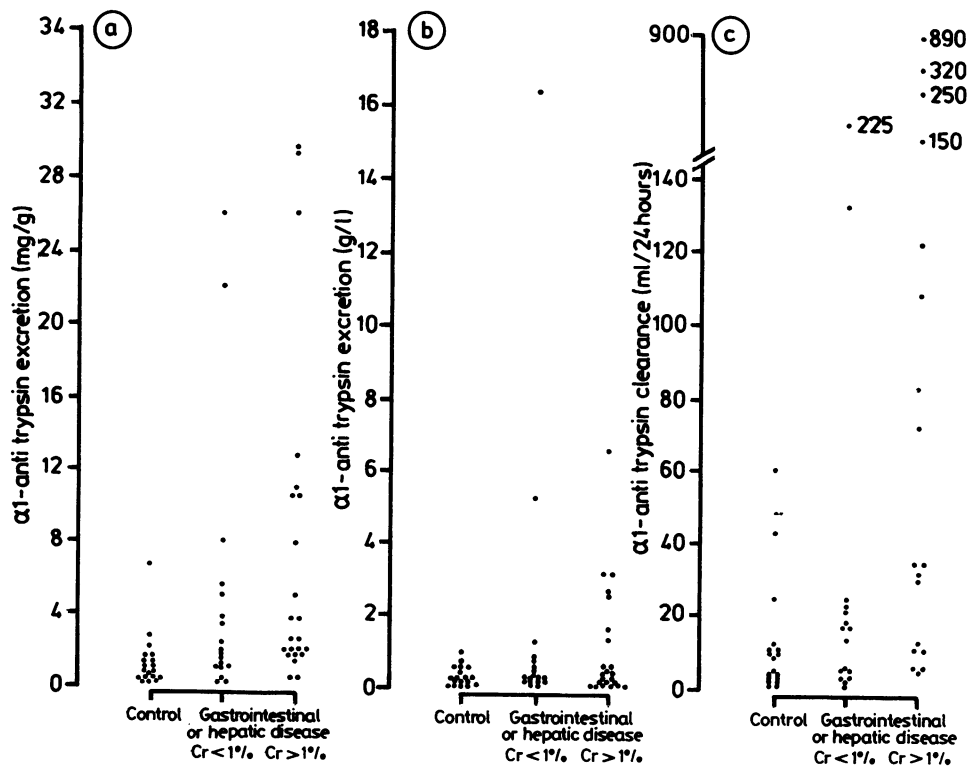 a
α1-anti trypsin excretion (mg/g)
34
32
28
24
20
16
12
8
4
0
Control
Gastrointestinal
or hepatic disease
Cr<1% Cr>1%
b
α1-anti trypsin excretion (g/l)
18
16
14
12
10
8
6
4
2
0
Control
Gastrointestinal
or hepatic disease
Cr<1% Cr>1%
c
α1-anti trypsin clearance (ml/24hours)
900
140
120
100
80
60
40
20
0
890
320
250
225
150
Control
Gastrointestinal
or hepatic disease
Cr<1% Cr>1%